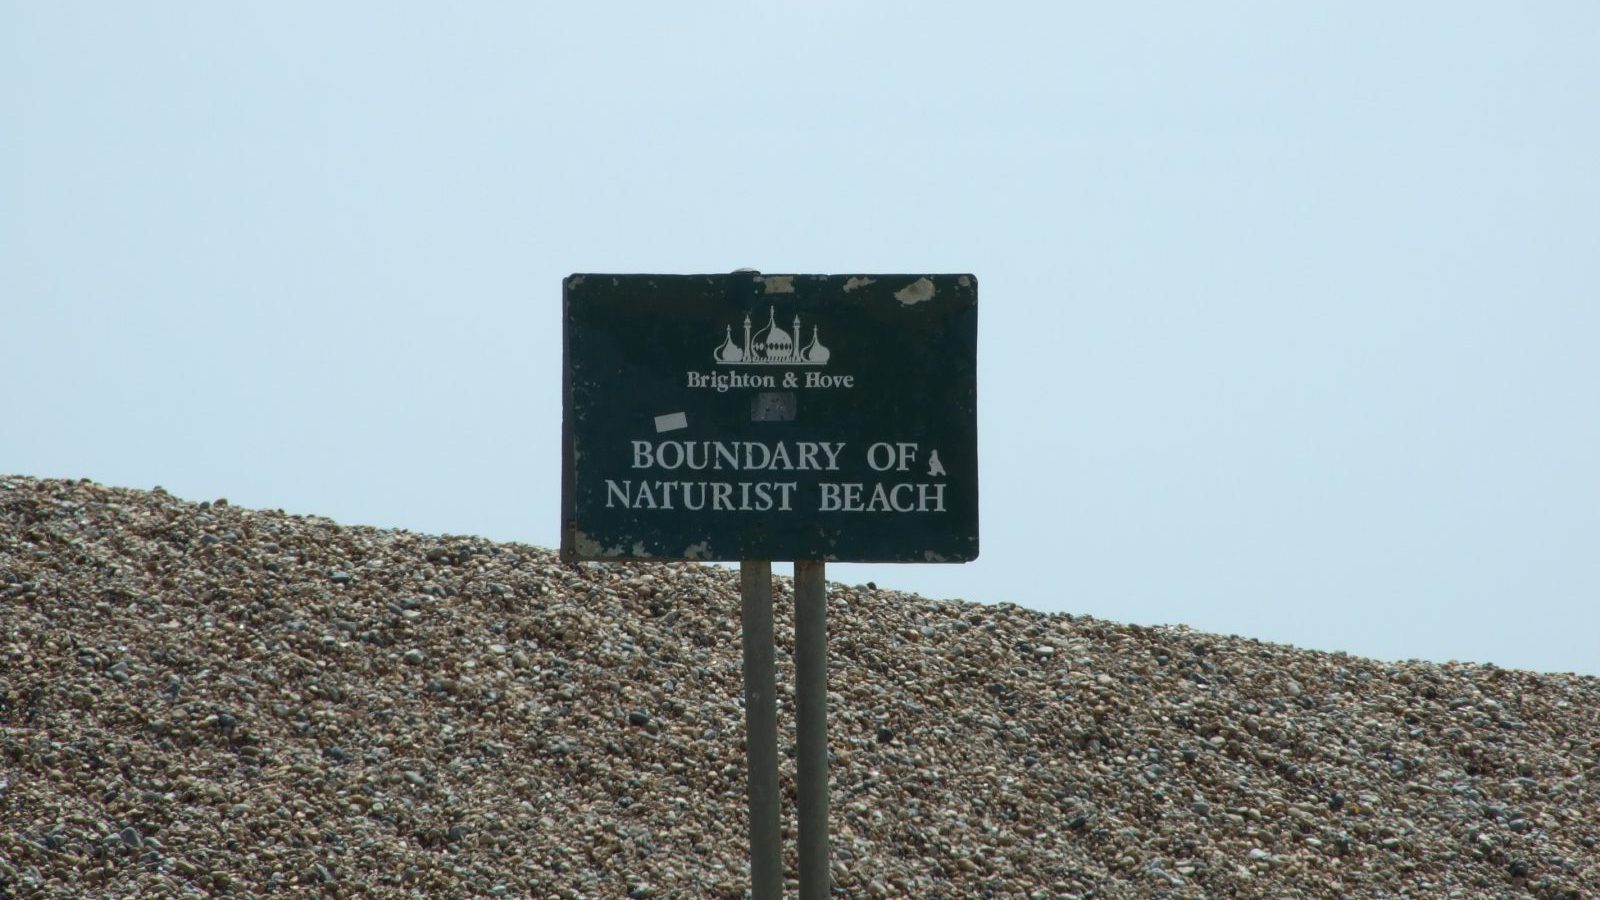 Brighton & Hove
BOUNDARY OF
NATURIST BEACH